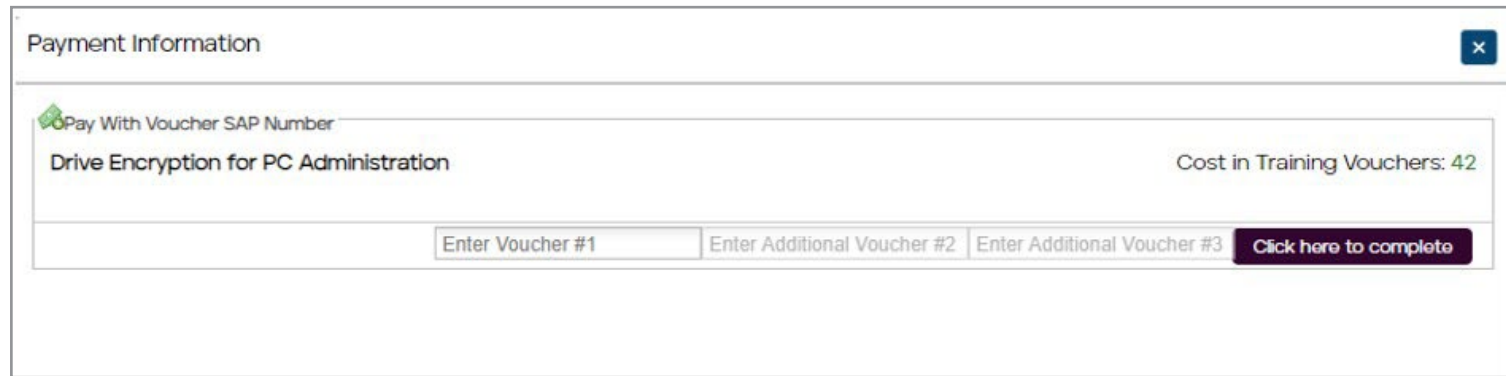 Payment Information
Pay With Voucher SAP Number
Drive Encryption for PC Administration Cost in Training Vouchers: 42
Enter Voucher #1 Enter Additional Voucher #2 Enter Additional Voucher #3 Click here to complete